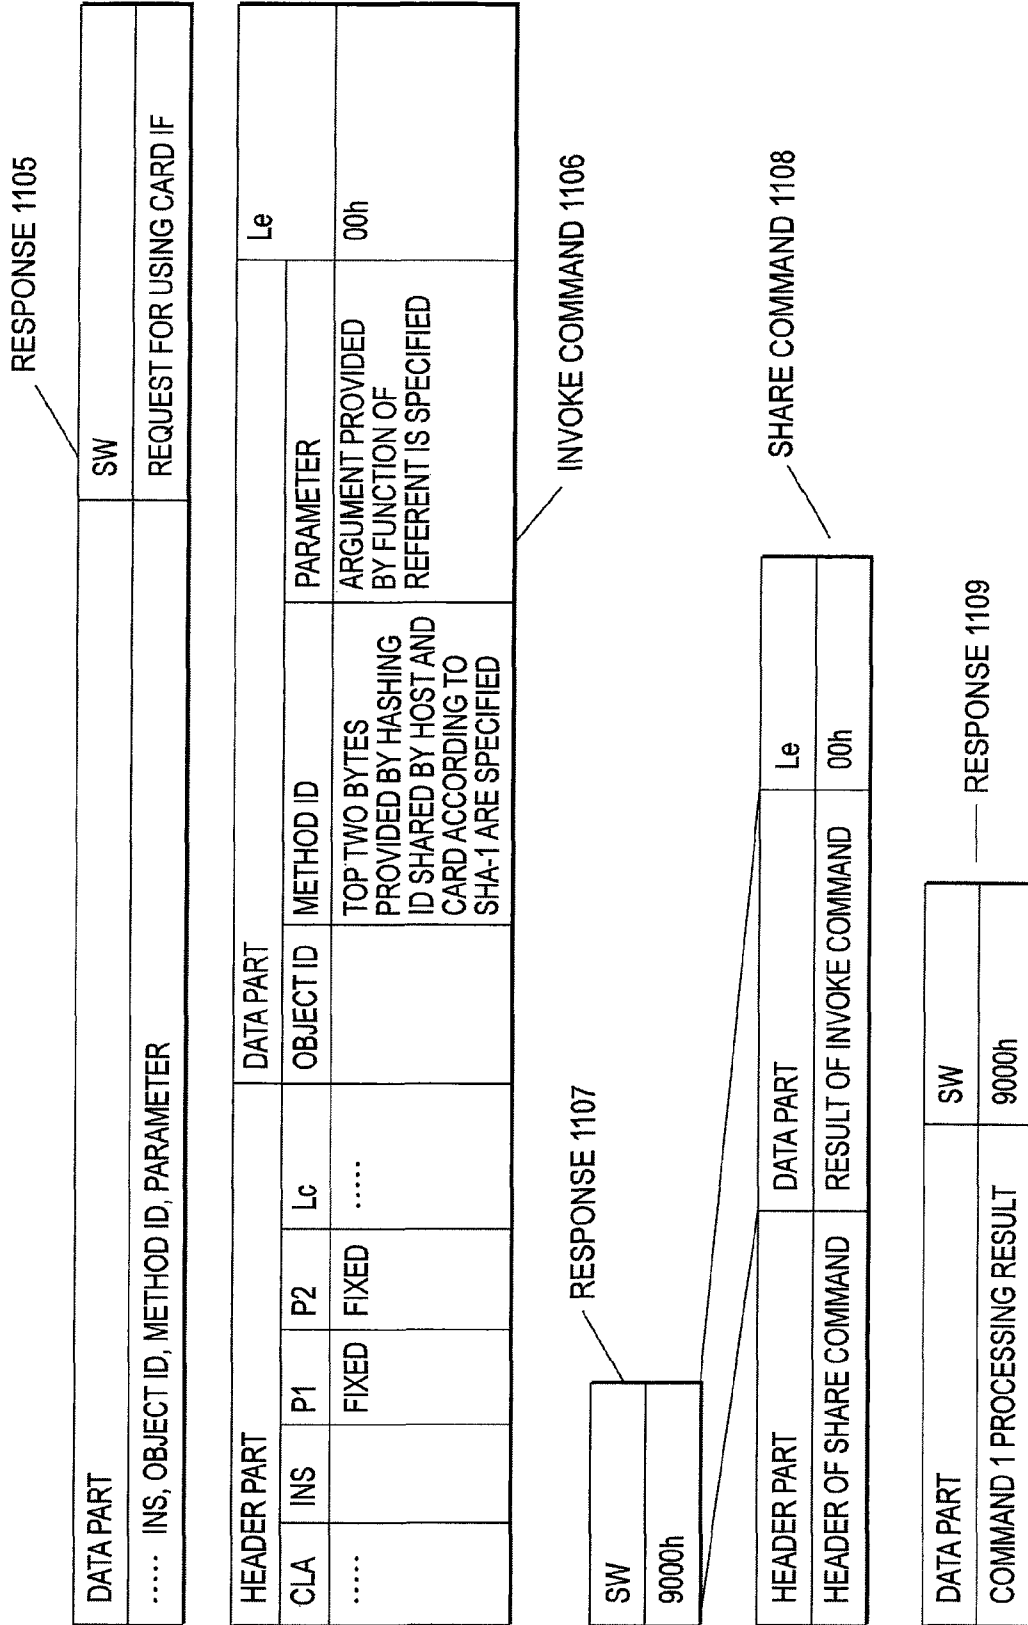 RESPONSE 1105
DATA PART
SW
..... INS, OBJECT ID, METHOD ID, PARAMETER
REQUEST FOR USING CARD IF
HEADER PART
DATA PART
Le
CLA
INS
P1
P2
Lc
OBJECT ID
METHOD ID
PARAMETER
.....
FIXED
FIXED
.....
TOP TWO BYTES
PROVIDED BY HASHING
ID SHARED BY HOST AND
CARD ACCORDING TO
SHA-1 ARE SPECIFIED
ARGUMENT PROVIDED
BY FUNCTION OF
REFERENT IS SPECIFIED
00h
INVOKE COMMAND 1106
RESPONSE 1107
SW
9000h
SHARE COMMAND 1108
HEADER PART
DATA PART
Le
HEADER OF SHARE COMMAND
RESULT OF INVOKE COMMAND
00h
RESPONSE 1109
DATA PART
SW
COMMAND 1 PROCESSING RESULT
9000h